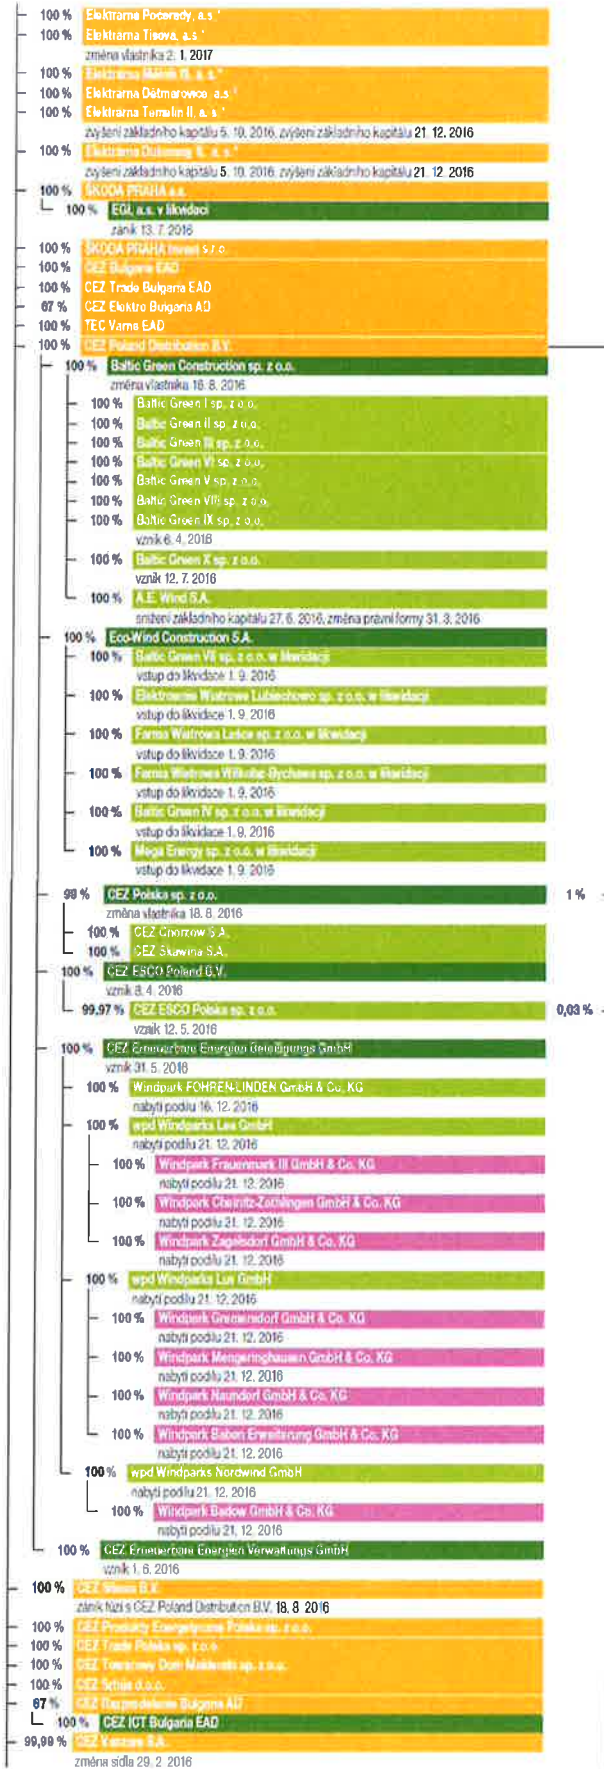 100 % Elektrárna Počerady, a.s.*
100 % Elektrárna Tisová, a.s.*
změna vlastníka 2. 1. 2017
100 % Elektrárna Mělník III, a. s.*
100 % Elektrárna Dětmarovice, a.s.*
100 % Elektrárna Temelín II, a. s.*
zvýšení základního kapitálu 5. 10. 2016, zvýšení základního kapitálu 21. 12. 2016
100 % Elektrárna Dukovany II, a. s.*
zvýšení základního kapitálu 5. 10. 2016, zvýšení základního kapitálu 21. 12. 2016
100 % ŠKODA PRAHA a.s.
100 % EGI, a.s. v likvidaci
zánik 13. 7. 2016
100 % ŠKODA PRAHA Invest s.r.o.
100 % CEZ Bulgaria EAD
100 % CEZ Trade Bulgaria EAD
67 % CEZ Elektro Bulgaria AD
100 % TEC Varna EAD
100 % CEZ Poland Distribution B.V.
100 % Baltic Green Construction sp. z o.o.
změna vlastníka 18. 8. 2016
100 % Baltic Green I sp. z o.o.
100 % Baltic Green II sp. z o.o.
100 % Baltic Green III sp. z o.o.
100 % Baltic Green VI sp. z o.o.
100 % Baltic Green V sp. z o.o.
100 % Baltic Green VIII sp. z o.o.
100 % Baltic Green IX sp. z o.o.
vznik 6. 4. 2016
100 % Baltic Green X sp. z o.o.
vznik 12. 7. 2016
100 % A.E. Wind S.A.
snížení základního kapitálu 27. 6. 2016, změna právní formy 31. 3. 2016
100 % Eco-Wind Construction S.A.
100 % Baltic Green VII sp. z o.o. w likwidacji
vstup do likvidace 1. 9. 2016
100 % Elektrownie Wiatrowe Lubiechowo sp. z o.o. w likwidacji
vstup do likvidace 1. 9. 2016
100 % Farma Wiatrowa Leśce sp. z o.o. w likwidacji
vstup do likvidace 1. 9. 2016
100 % Farma Wiatrowa Wilkołaz-Bychawa sp. z o.o. w likwidacji
vstup do likvidace 1. 9. 2016
100 % Baltic Green IV sp. z o.o. w likwidacji
vstup do likvidace 1. 9. 2016
100 % Mega Energy sp. z o.o. w likwidacji
vstup do likvidace 1. 9. 2016
99 % CEZ Polska sp. z o.o. 1 %
změna vlastníka 18. 8. 2016
100 % CEZ Chorzow S.A.
100 % CEZ Skawina S.A.
100 % CEZ ESCO Poland B.V.
vznik 8. 4. 2016
99,97 % CEZ ESCO Polska sp. z o.o. 0,03 %
vznik 12. 5. 2016
100 % CEZ Erneuerbare Energien Beteiligungs GmbH
vznik 31. 5. 2016
100 % Windpark FOHREN-LINDEN GmbH & Co. KG
nabytí podílu 16. 12. 2016
100 % wpd Windparks Lee GmbH
nabytí podílu 21. 12. 2016
100 % Windpark Frauenmark III GmbH & Co. KG
nabytí podílu 21. 12. 2016
100 % Windpark Cheinitz-Zethlingen GmbH & Co. KG
nabytí podílu 21. 12. 2016
100 % Windpark Zagelsdorf GmbH & Co. KG
nabytí podílu 21. 12. 2016
100 % wpd Windparks Luv GmbH
nabytí podílu 21. 12. 2016
100 % Windpark Gremersdorf GmbH & Co. KG
nabytí podílu 21. 12. 2016
100 % Windpark Mengeringhausen GmbH & Co. KG
nabytí podílu 21. 12. 2016
100 % Windpark Naundorf GmbH & Co. KG
nabytí podílu 21. 12. 2016
100 % Windpark Baben Erweiterung GmbH & Co. KG
nabytí podílu 21. 12. 2016
100 % wpd Windparks Nordwind GmbH
nabytí podílu 21. 12. 2016
100 % Windpark Badow GmbH & Co. KG
nabytí podílu 21. 12. 2016
100 % CEZ Erneuerbare Energien Verwaltungs GmbH
vznik 1. 6. 2016
100 % CEZ Silesia B.V.
zánik fúzí s CEZ Poland Distribution B.V. 18. 8. 2016
100 % CEZ Produkty Energetyczne Polska sp. z o.o.
100 % CEZ Trade Polska sp. z o.o.
100 % CEZ Towarowy Dom Maklerski sp. z o.o.
100 % CEZ Srbija d.o.o.
67 % CEZ Razpredelenie Bulgaria AD
100 % CEZ ICT Bulgaria EAD
99,99 % CEZ Vanzare S.A.
změna sídla 29. 2. 2016